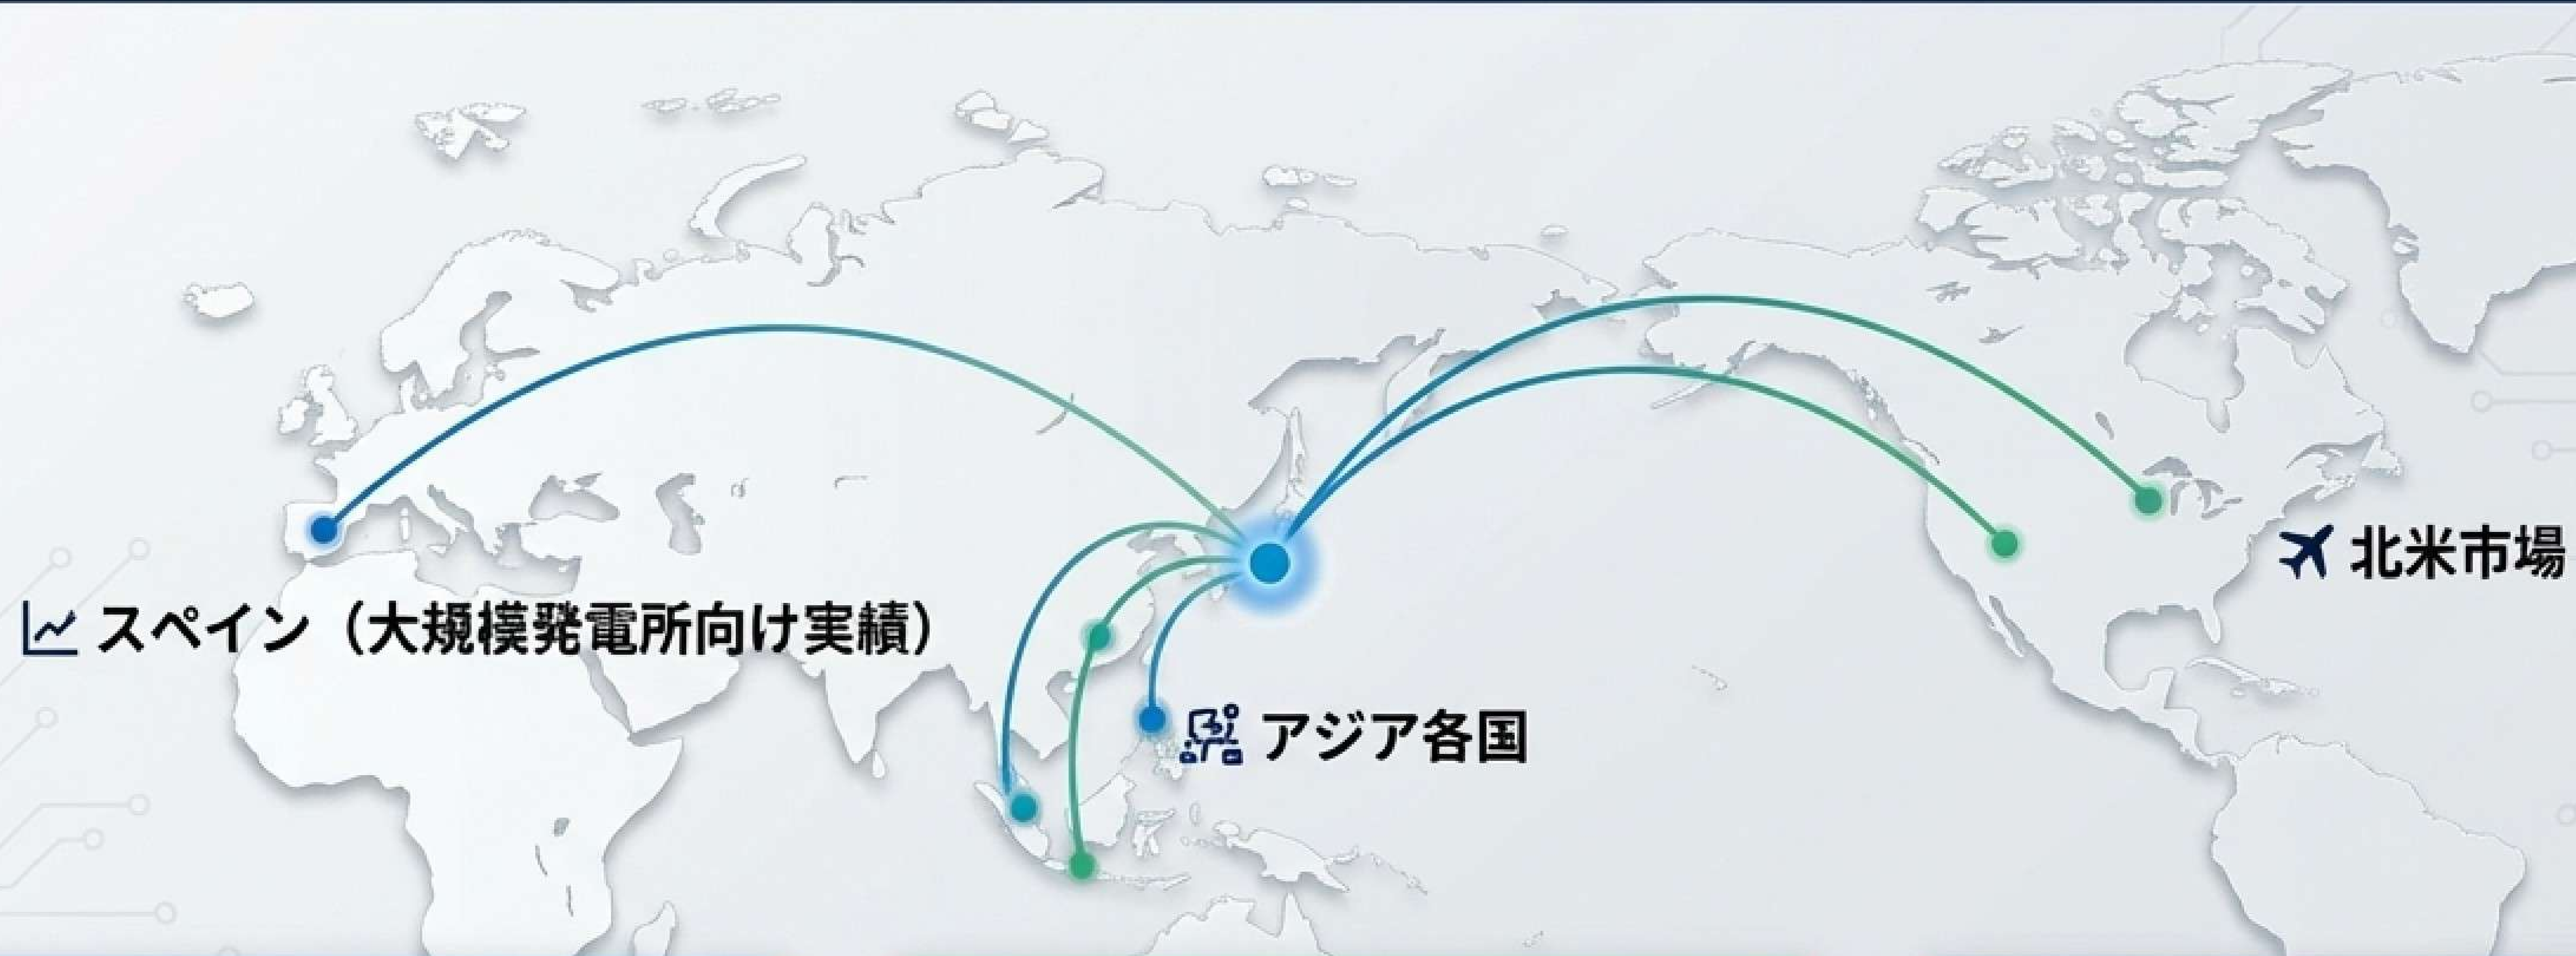 スペイン（大規模発電所向け実績）
アジア各国
北米市場